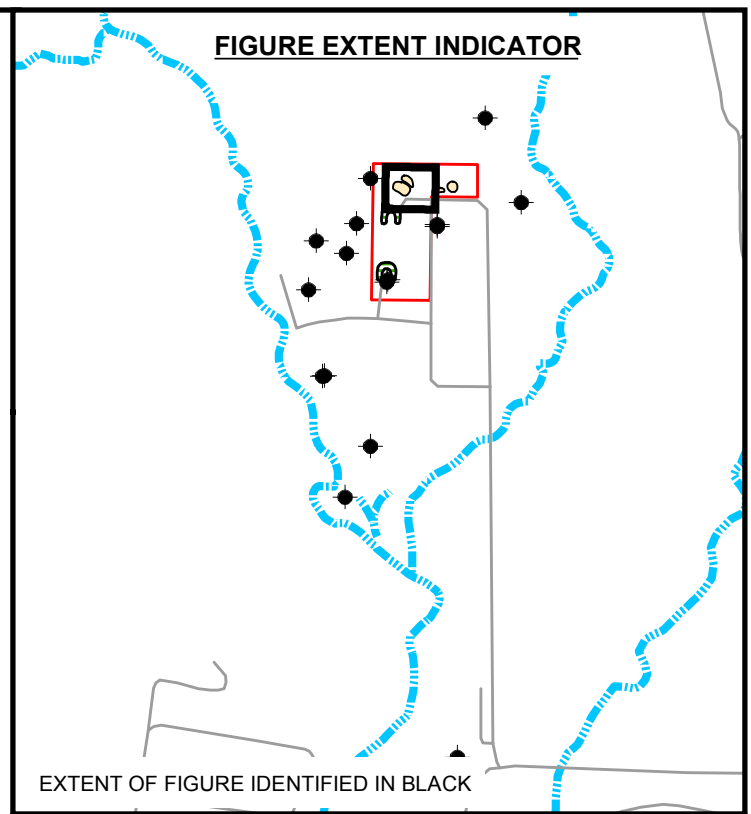 FIGURE EXTENT INDICATOR
EXTENT OF FIGURE IDENTIFIED IN BLACK